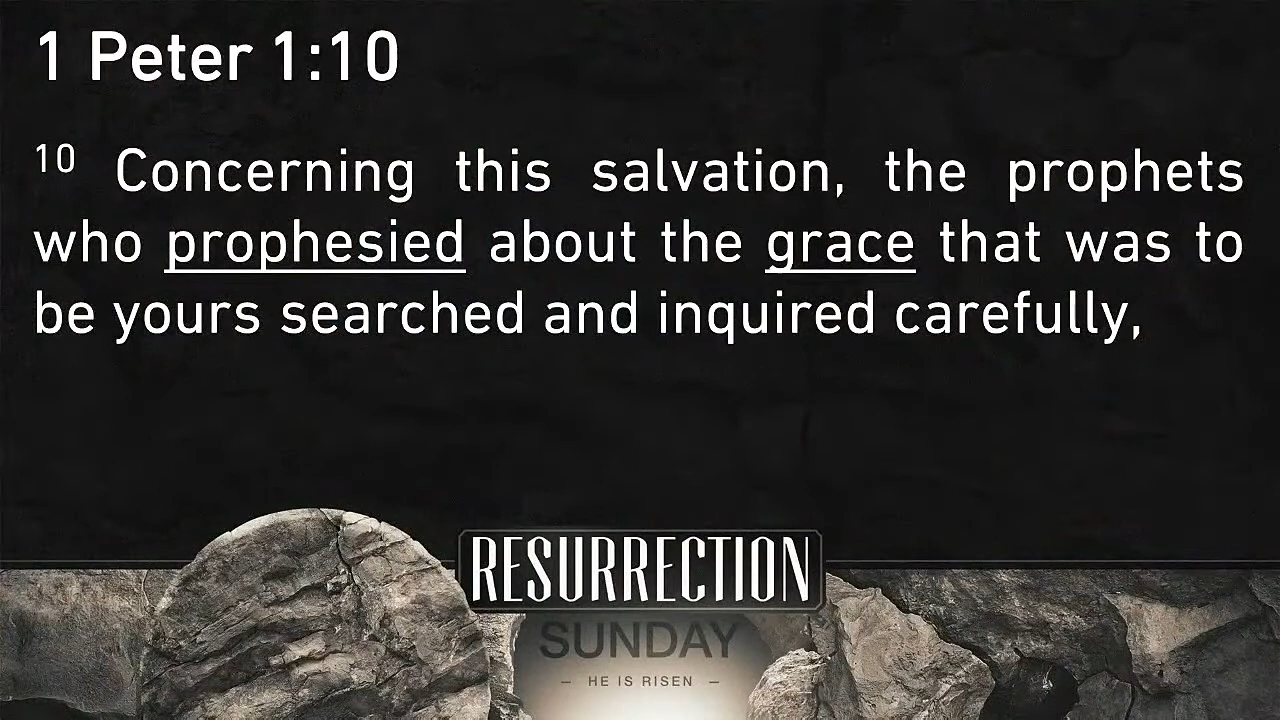 1 Peter 1:10
10 Concerning this salvation, the prophets
who prophesied about the grace that was to
be yours searched and inquired carefully,
RESURRECTION
SUNDAY
– HE IS RISEN –